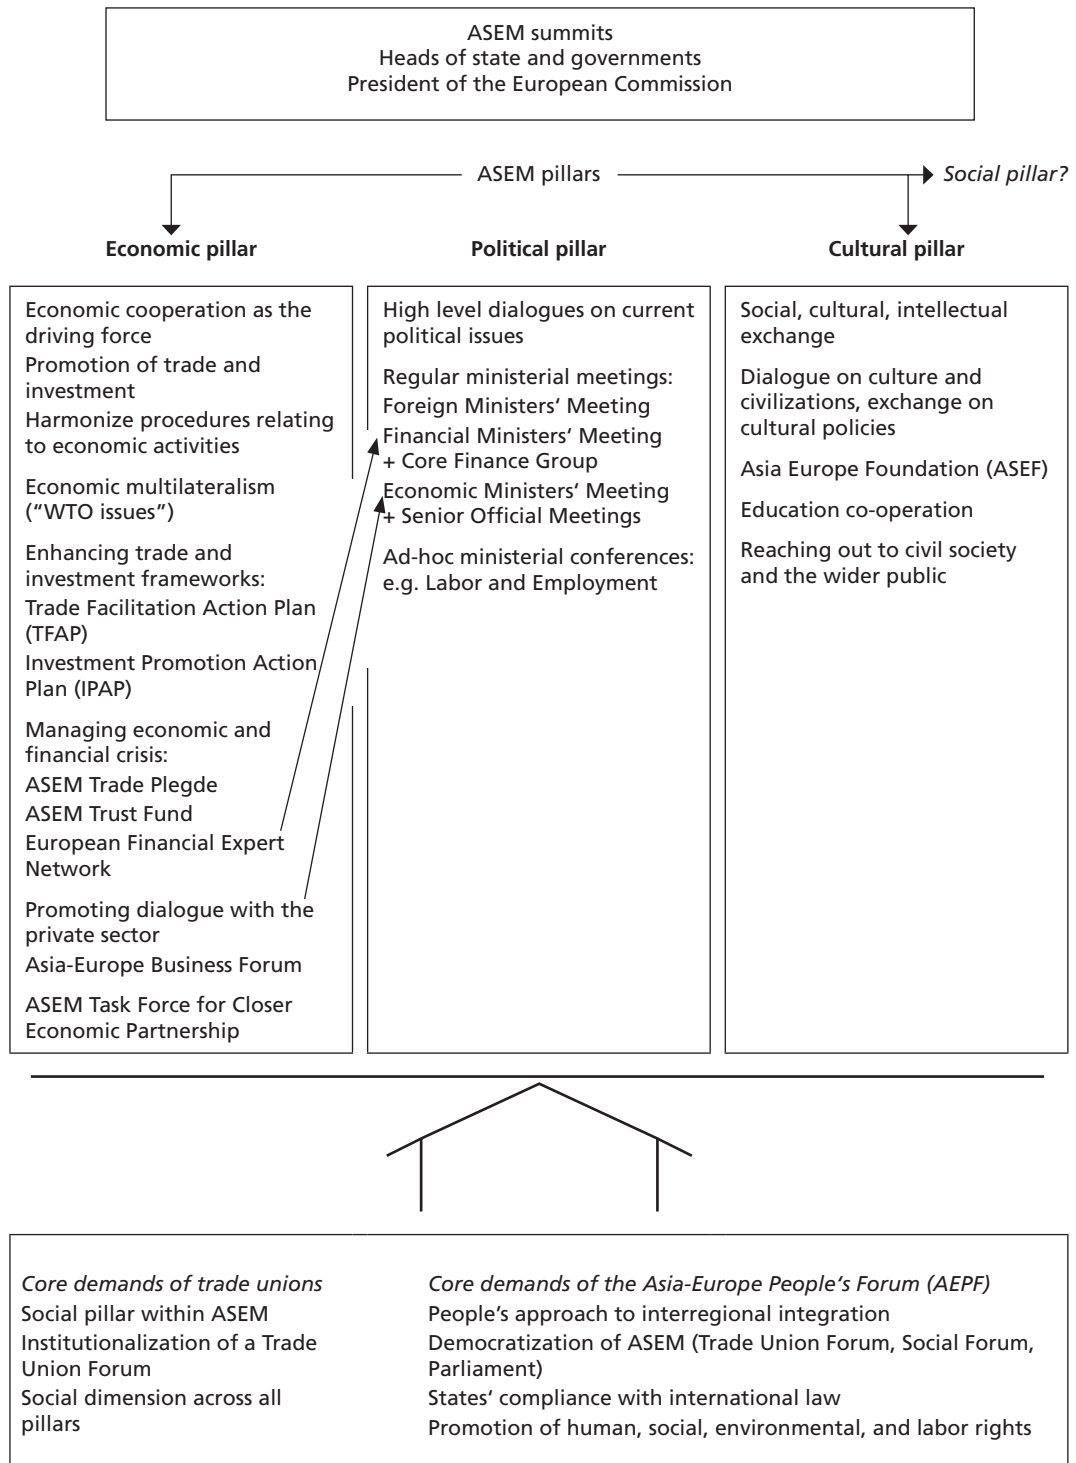 ASEM summits
Heads of state and governments
President of the European Commission
ASEM pillars
Social pillar?
Economic pillar
Political pillar
Cultural pillar
Economic cooperation as the
driving force
Promotion of trade and
investment
Harmonize procedures relating
to economic activities
Economic multilateralism
(“WTO issues”)
Enhancing trade and
investment frameworks:
Trade Facilitation Action Plan
(TFAP)
Investment Promotion Action
Plan (IPAP)
Managing economic and
financial crisis:
ASEM Trade Plegde
ASEM Trust Fund
European Financial Expert
Network
Promoting dialogue with the
private sector
Asia-Europe Business Forum
ASEM Task Force for Closer
Economic Partnership
High level dialogues on current
political issues
Regular ministerial meetings:
Foreign Ministers‘ Meeting
Financial Ministers‘ Meeting
+ Core Finance Group
Economic Ministers‘ Meeting
+ Senior Official Meetings
Ad-hoc ministerial conferences:
e.g. Labor and Employment
Social, cultural, intellectual
exchange
Dialogue on culture and
civilizations, exchange on
cultural policies
Asia Europe Foundation (ASEF)
Education co-operation
Reaching out to civil society
and the wider public
Core demands of trade unions
Social pillar within ASEM
Institutionalization of a Trade
Union Forum
Social dimension across all
pillars
Core demands of the Asia-Europe People‘s Forum (AEPF)
People‘s approach to interregional integration
Democratization of ASEM (Trade Union Forum, Social Forum,
Parliament)
States‘ compliance with international law
Promotion of human, social, environmental, and labor rights